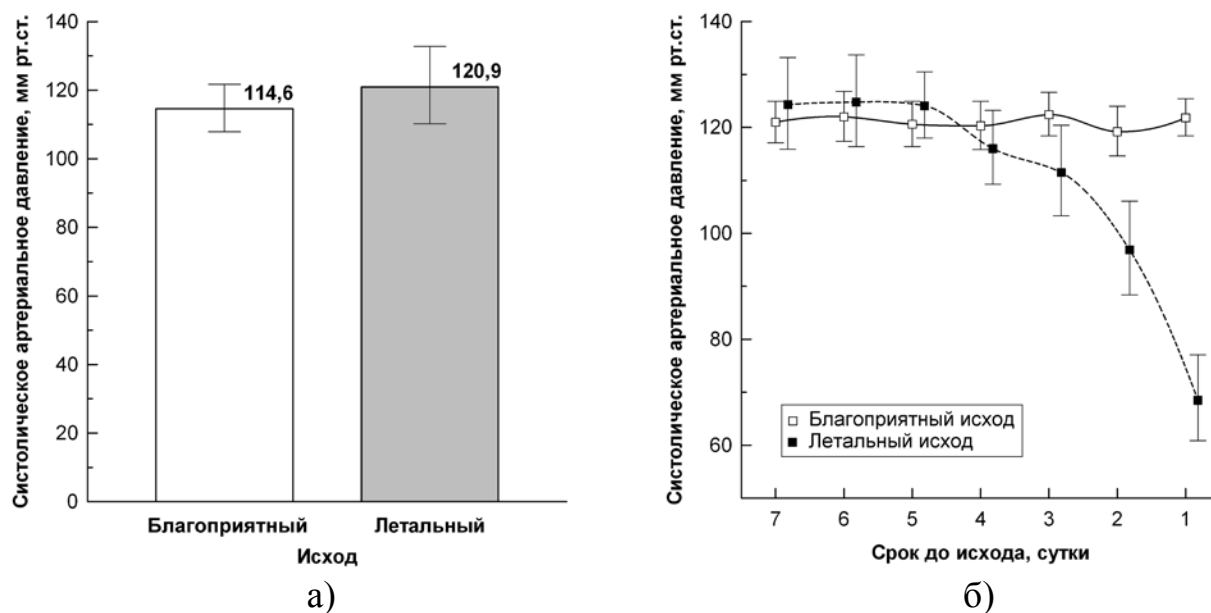 Систолическое артериальное давление, мм рт.ст.
140
120
100
80
60
40
20
0
114,6
120,9
Благоприятный
Летальный
Исход
а)
Систолическое артериальное давление, мм рт.ст.
140
120
100
80
60
Благоприятный исход
Летальный исход
7 6 5 4 3 2 1
Срок до исхода, сутки
б)